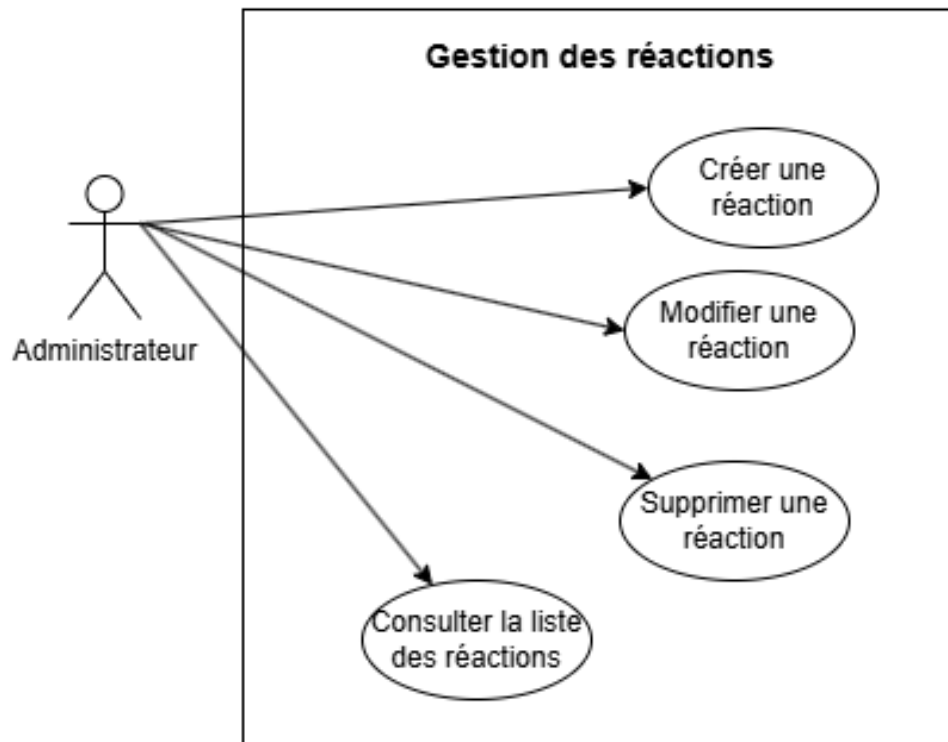 Gestion des réactions
Créer une
réaction
Modifier une
réaction
Administrateur
Supprimer une
réaction
Consulter la liste
des réactions